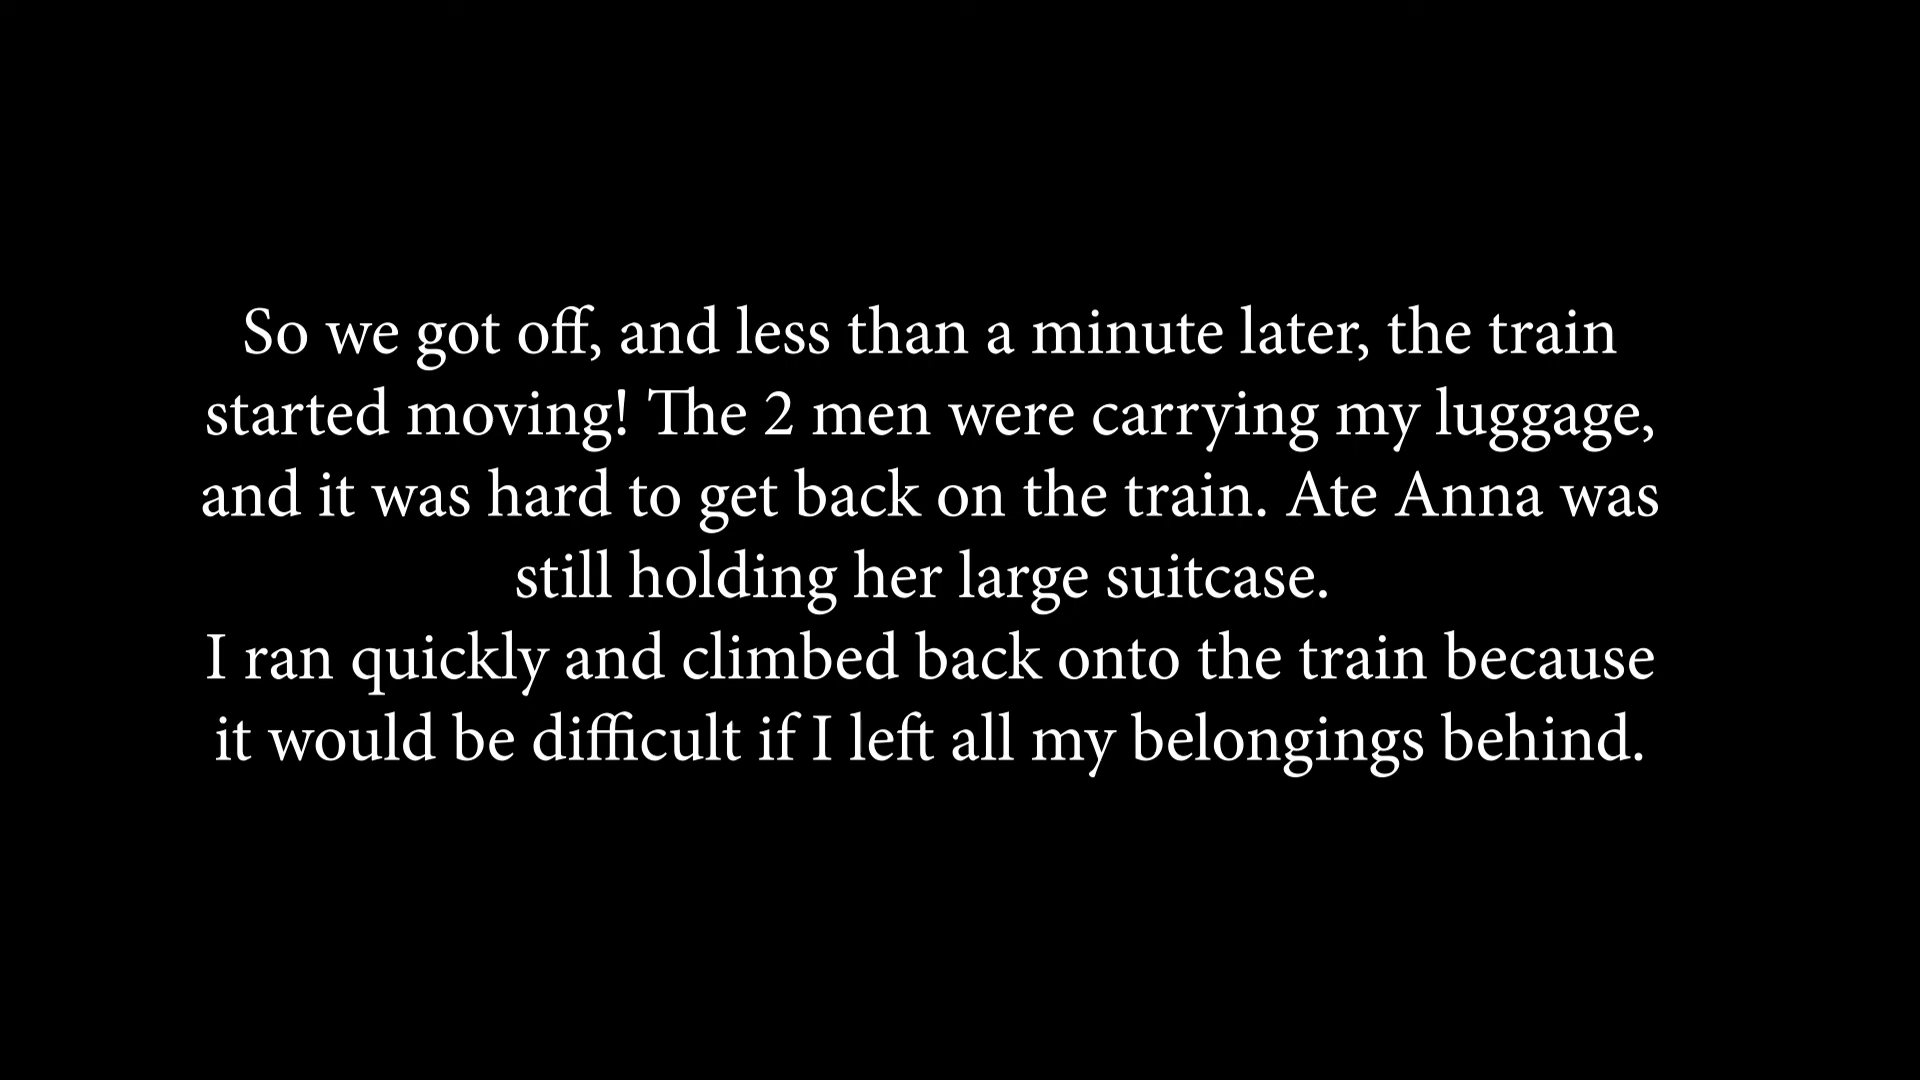 So we got off, and less than a minute later, the train
started moving! The 2 men were carrying my luggage,
and it was hard to get back on the train. Ate Anna was
still holding her large suitcase.
I ran quickly and climbed back onto the train because
it would be difficult if I left all my belongings behind.